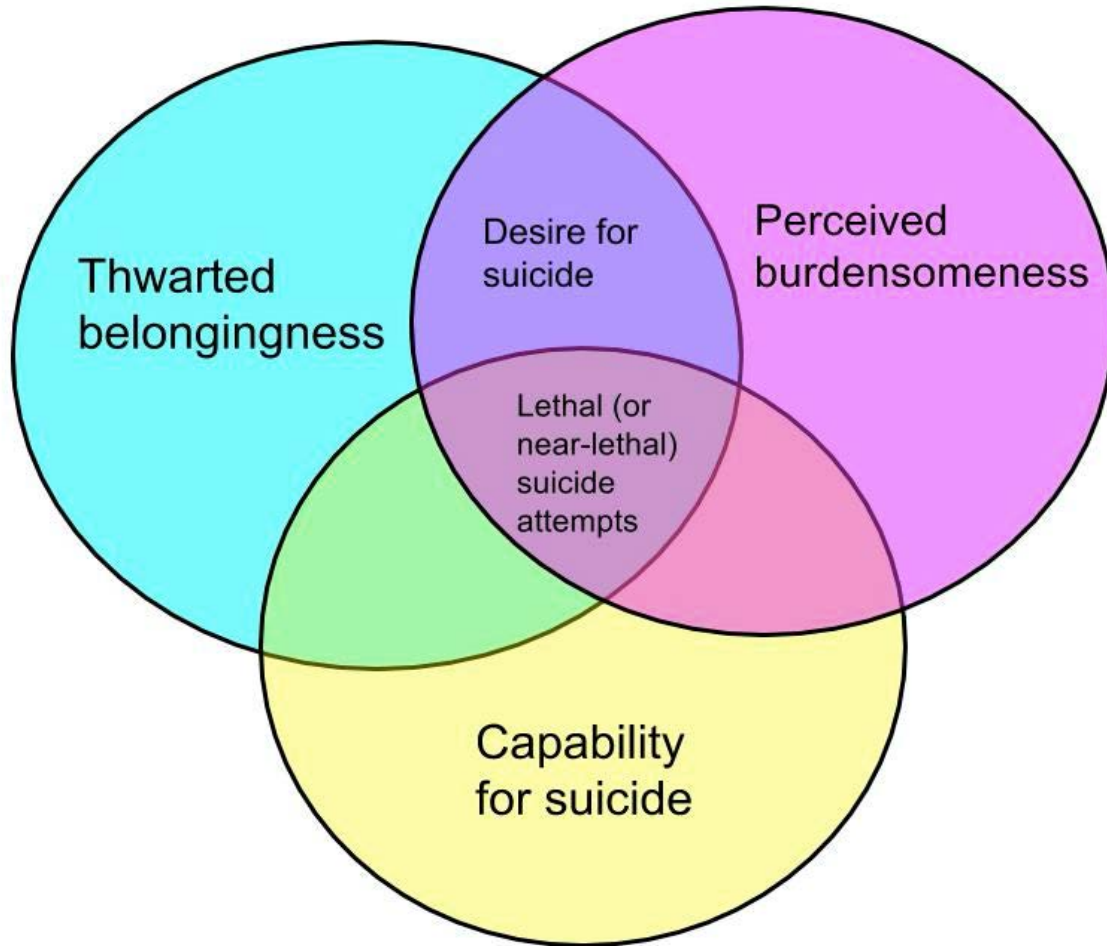 Thwarted
belongingness
Desire for
suicide
Perceived
burdensomeness
Lethal (or
near-lethal)
suicide
attempts
Capability
for suicide